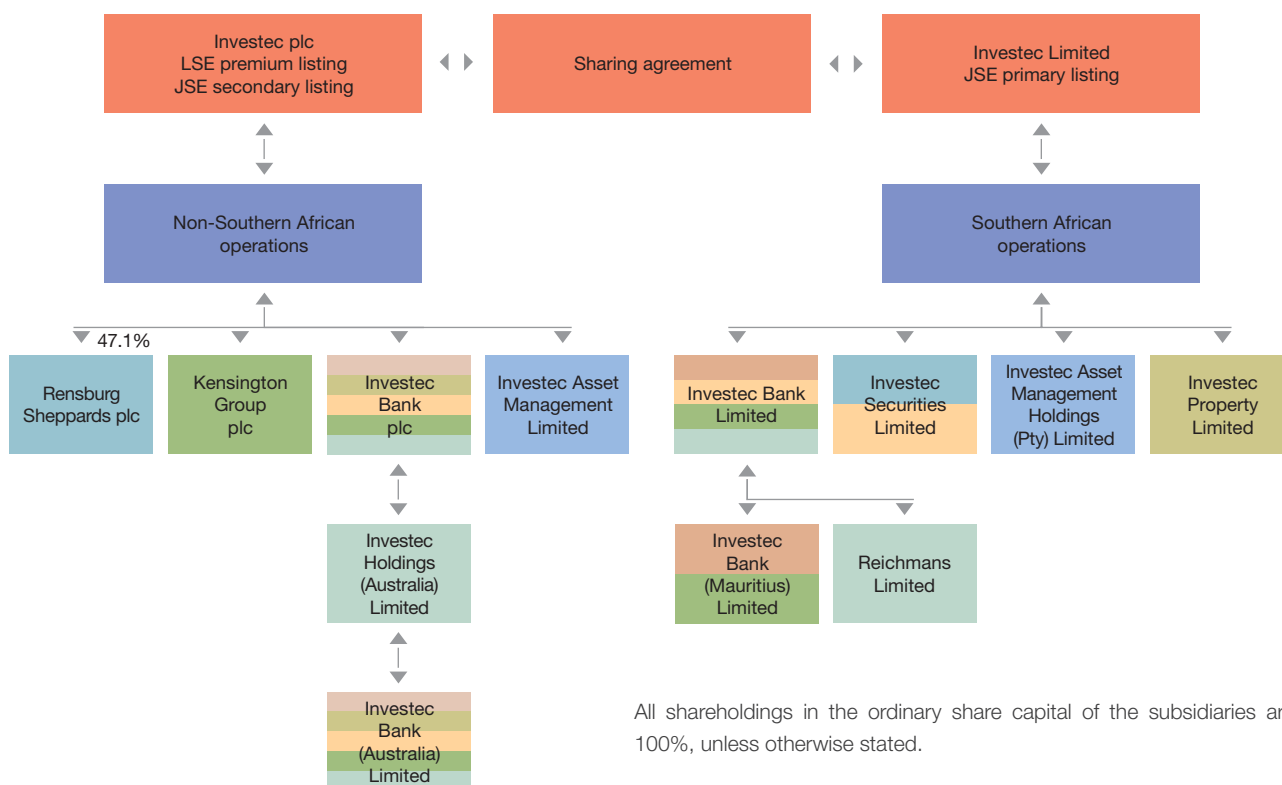 Investec plc
LSE premium listing
JSE secondary listing
Sharing agreement
Investec Limited
JSE primary listing
Non-Southern African
operations
Southern African
operations
47.1%
Rensburg
Sheppards plc
Kensington
Group
plc
Investec
Bank
plc
Investec Asset
Management
Limited
Investec Bank
Limited
Investec
Securities
Limited
Investec Asset
Management
Holdings
(Pty) Limited
Investec
Property
Limited
Investec
Holdings
(Australia)
Limited
Investec
Bank
(Mauritius)
Limited
Reichmans
Limited
Investec
Bank
(Australia)
Limited
All shareholdings in the ordinary share capital of the subsidiaries
100%, unless otherwise stated.